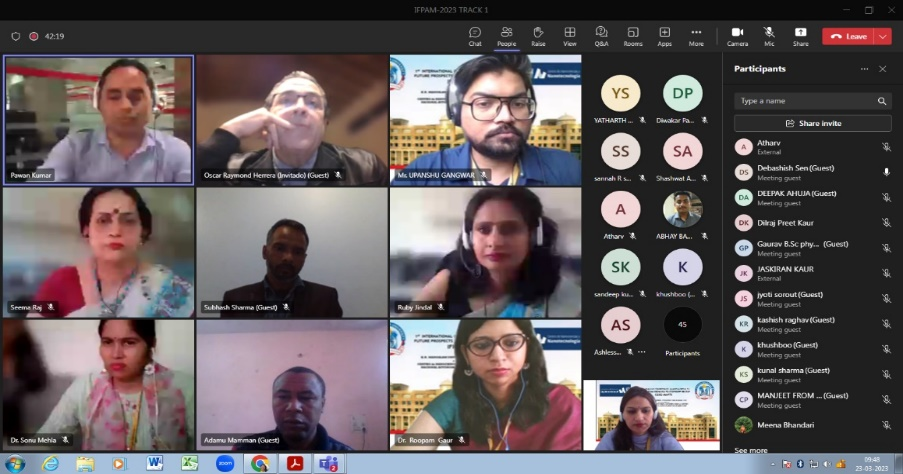 IFPAM-2023 TRACK 1
42:19
Chat
People
Raise
View
Q&A
Rooms
Apps
More
Camera
Mic
Share
Leave
Pawan Kumar
Oscar Raymond Herrera (Invitado) (Guest)
1st INTERNATIONAL
FUTURE PROSPECTS
Mr. UPANSHU GANGWAR
Seema Raj
Subhash Sharma (Guest)
Ruby Jindal
Dr. Sonu Mehla
Adamu Mamman (Guest)
Dr. Roopam Gaur
YS
YATHARTH ...
DP
Diwakar Pa...
SS
sannah R s...
SA
Shashwat A...
A
Atharv
ABHAY BA...
SK
sandeep ku...
K
khushboo (...
AS
Ashless...
45
Participants
Participants
Type a name
Share invite
A
Atharv
External
DS
Debashish Sen (Guest)
Meeting guest
DA
DEEPAK AHUJA (Guest)
Meeting guest
DK
Dilraj Preet Kaur
GP
Gaurav B.Sc phy... (Guest)
Meeting guest
JK
JASKIRAN KAUR
External
JS
jyoti sorout (Guest)
Meeting guest
KR
kashish raghav (Guest)
Meeting guest
K
khushboo (Guest)
Meeting guest
KS
kunal sharma (Guest)
Meeting guest
CP
MANJEET FROM ... (Guest)
Meeting guest
Meena Bhandari
See more
zoom
09:48
23-03-2023